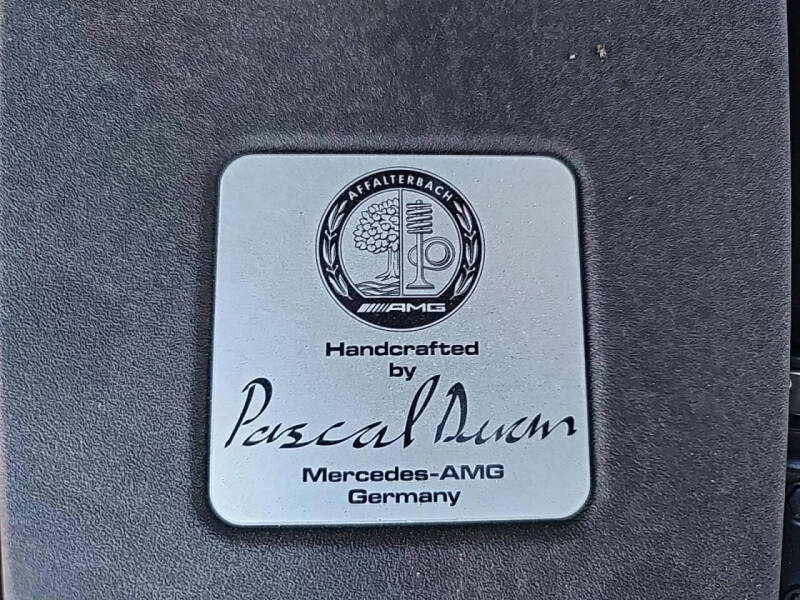 AFFALTERBACH
AMG
Handcrafted
by
Pascal
Mercedes-AMG
Germany